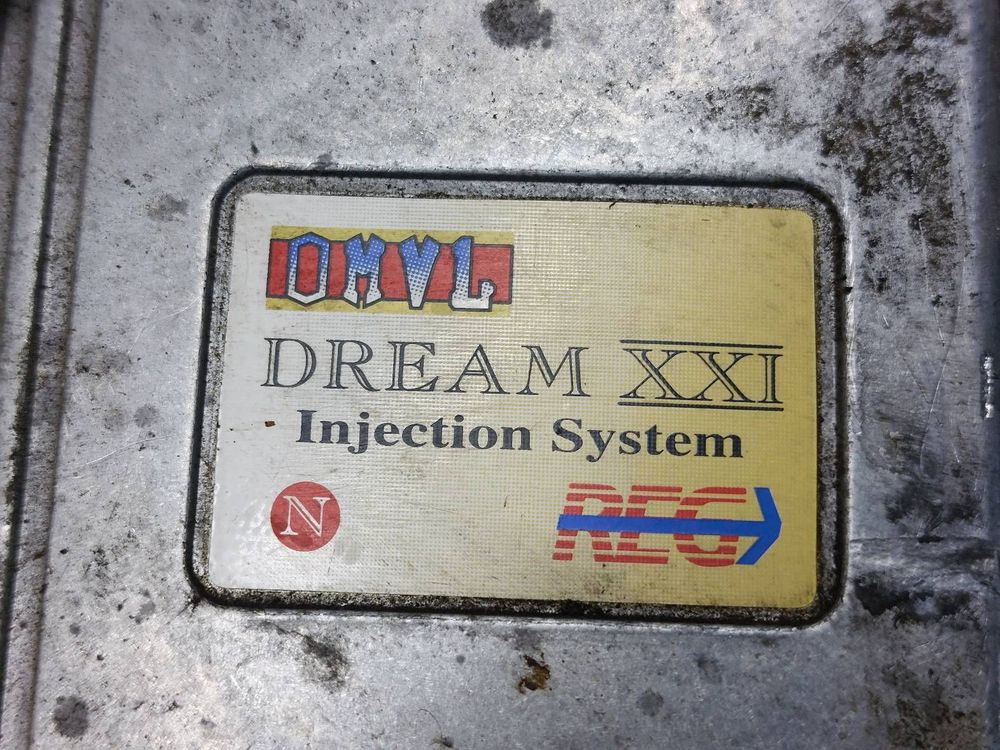 OMVL
DREAM XXI
Injection System
N
REG